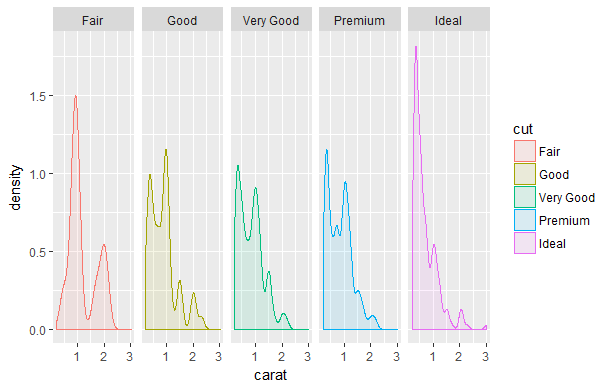 Fair Good Very Good Premium Ideal
1.5
1.0
0.5
0.0
density
1 2 3 1 2 3 1 2 3 1 2 3 1 2 3
carat
cut
Fair
Good
Very Good
Premium
Ideal